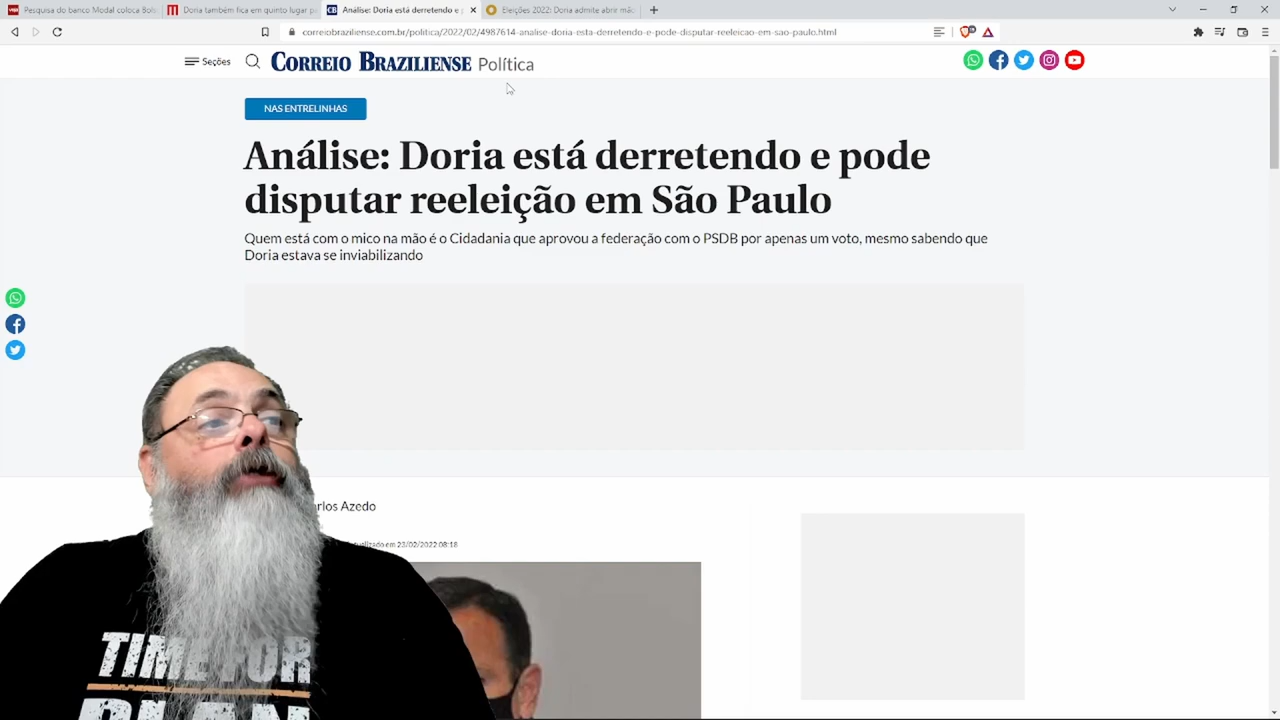 Pesquisa do banco Modal coloca Bols
Doria também fica em quinto lugar p
Análise: Doria está derretendo e p
Eleições 2022: Doria admite abrir mão
correiobraziliense.com.br/politica/2022/02/4987614-analise-doria-esta-derretendo-e-pode-disputar-reeleicao-em-sao-paulo.html
Seções
CORREIO BRAZILIENSE Política
NAS ENTRELINHAS
Análise: Doria está derretendo e pode
disputar reeleição em São Paulo
Quem está com o mico na mão é o Cidadania que aprovou a federação com o PSDB por apenas um voto, mesmo sabendo que
Doria estava se inviabilizando
rlos Azedo
tualizado em 23/02/2022 08:18
TIME FOR
PLAN